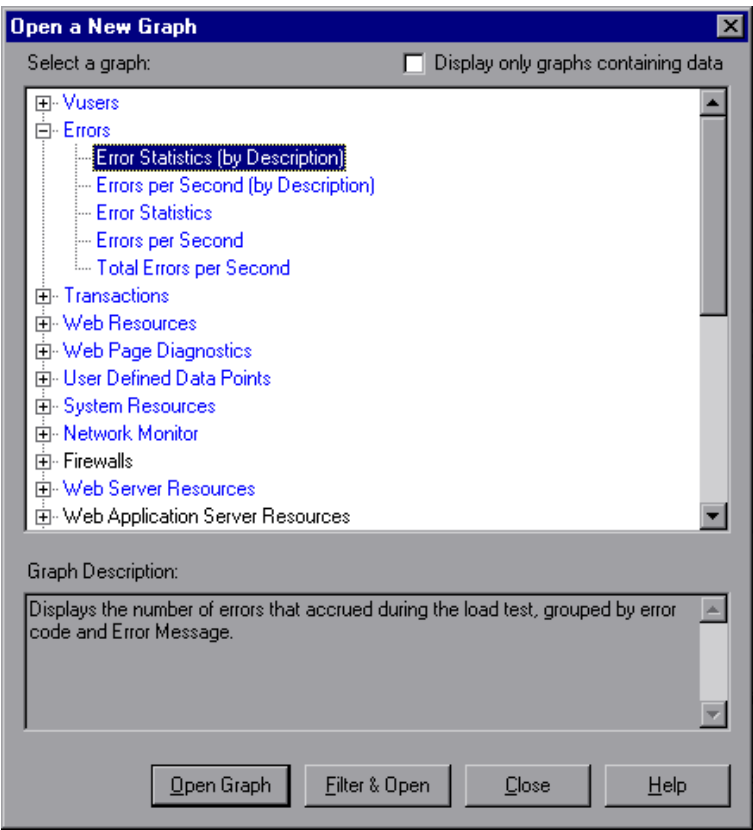 Open a New Graph
Select a graph:
Display only graphs containing data
Vusers
Errors
Error Statistics (by Description)
Errors per Second (by Description)
Error Statistics
Errors per Second
Total Errors per Second
Transactions
Web Resources
Web Page Diagnostics
User Defined Data Points
System Resources
Network Monitor
Firewalls
Web Server Resources
Web Application Server Resources
Graph Description:
Displays the number of errors that accrued during the load test, grouped by error
code and Error Message.
Open Graph
Filter & Open
Close
Help